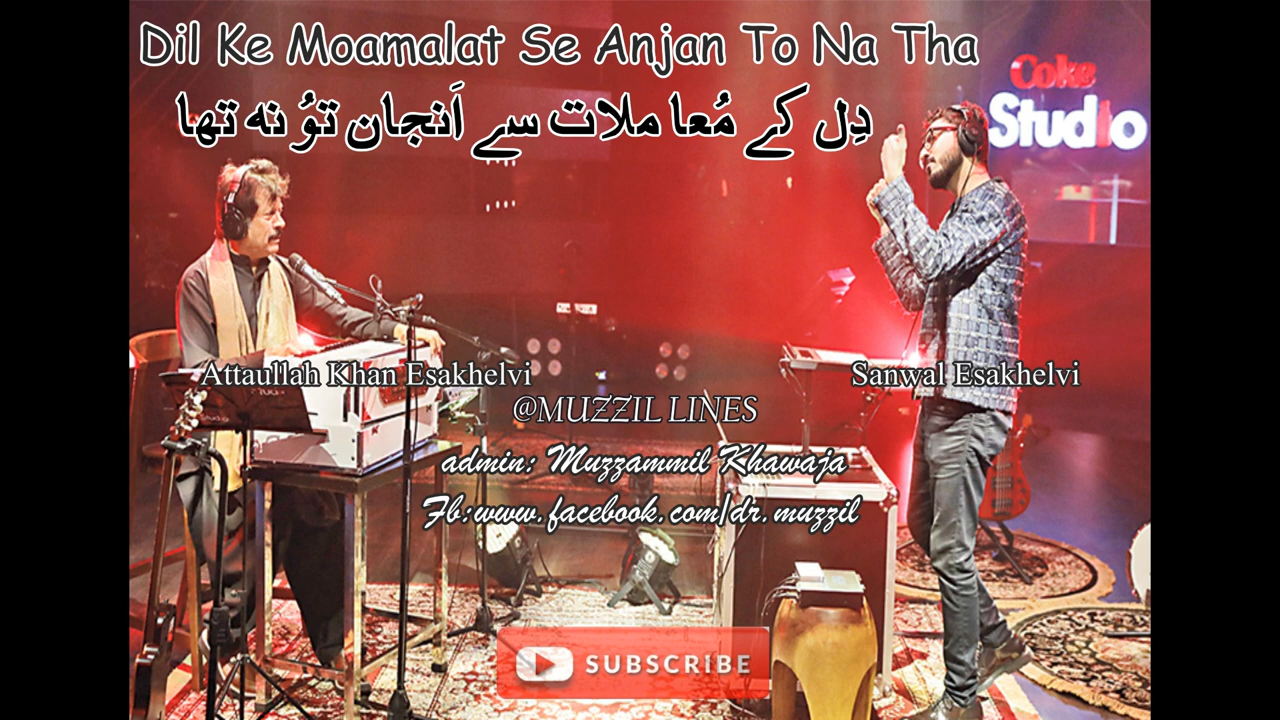 Dil Ke Moamalat Se Anjan To Na Tha
Coke
Studio
دِل کے مُعا ملات سے اَنجان توُ نہ تھا
Attaullah Khan Esakhelvi
Sanwal Esakhelvi
@MUZZIL LINES
admin: Muzzammil Khawaja
Fb:www.facebook.com/dr.muzzil
SUBSCRIBE